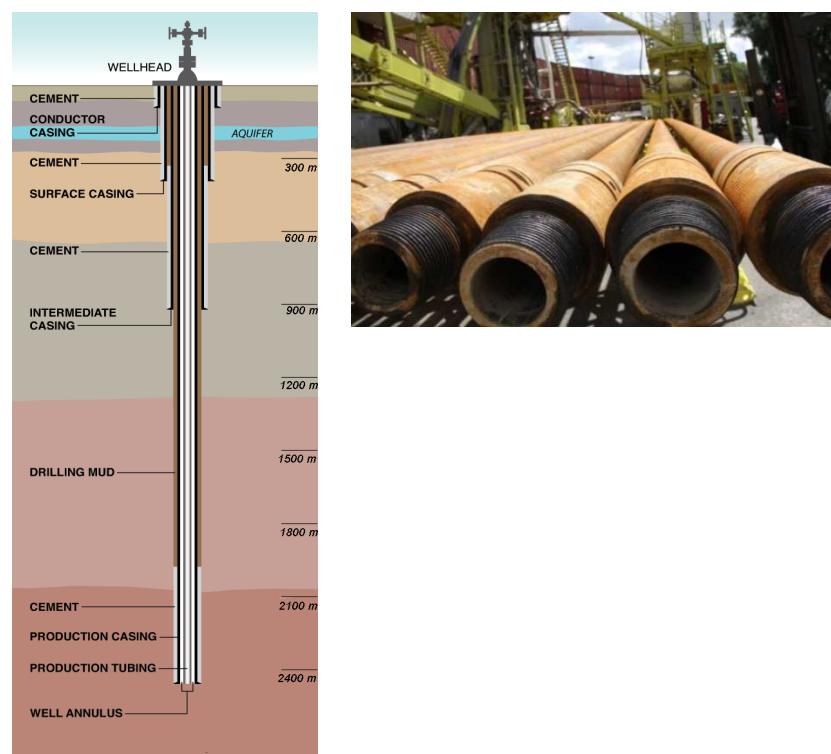 WELLHEAD
CEMENT
CONDUCTOR
CASING
AQUIFER
CEMENT
300 m
SURFACE CASING
600 m
CEMENT
900 m
INTERMEDIATE
CASING
1200 m
1500 m
DRILLING MUD
1800 m
2100 m
CEMENT
PRODUCTION CASING
PRODUCTION TUBING
2400 m
WELL ANNULUS